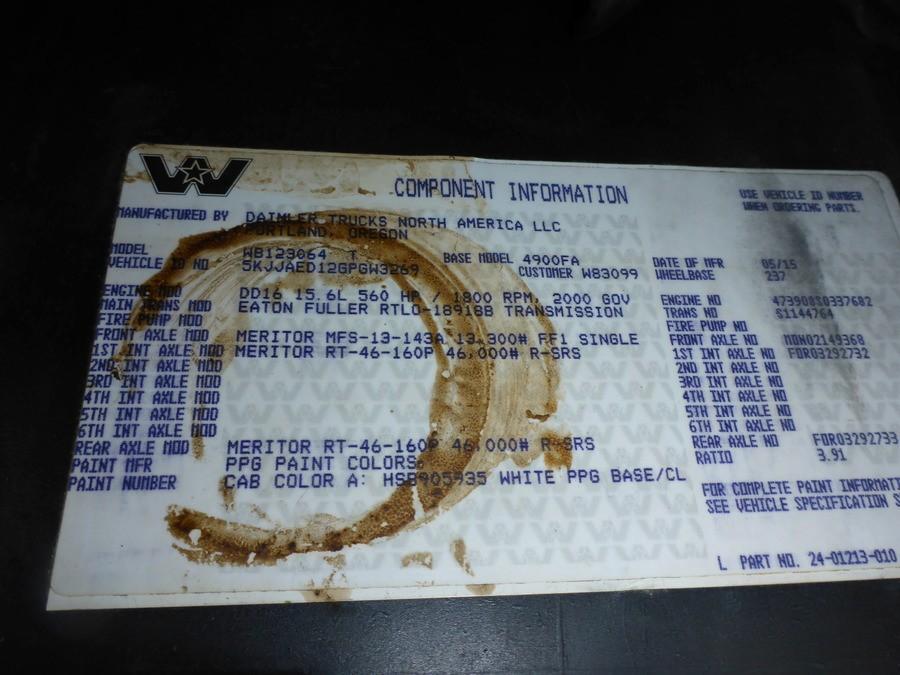 COMPONENT INFORMATION
USE VEHICLE ID NUMBER
WHEN ORDERING PARTS.
MANUFACTURED BY DAIMLER TRUCKS NORTH AMERICA LLC
PORTLAND, OREGON
MODEL WB123064 T BASE MODEL 4900FA DATE OF MFR 05/15
VEHICLE ID NO 5KJJAED12GPGW3269 CUSTOMER W83099 WHEELBASE 237
ENGINE MOD DD16 15.6L 560 HP / 1800 RPM, 2000 GOV ENGINE NO 473908S0337682
MAIN TRANS MOD EATON FULLER RTLO-18918B TRANSMISSION TRANS NO S1144764
FIRE PUMP MOD FIRE PUMP NO
FRONT AXLE MOD MERITOR MFS-13-143A 13,300# FF1 SINGLE FRONT AXLE NO MON02149368
1ST INT AXLE MOD MERITOR RT-46-160P 46,000# R-SRS 1ST INT AXLE NO FOR03292732
2ND INT AXLE MOD 2ND INT AXLE NO
3RD INT AXLE MOD 3RD INT AXLE NO
4TH INT AXLE MOD 4TH INT AXLE NO
5TH INT AXLE MOD 5TH INT AXLE NO
6TH INT AXLE MOD 6TH INT AXLE NO
REAR AXLE MOD MERITOR RT-46-160P 46,000# R-SRS REAR AXLE NO FOR03292733
PAINT MFR PPG PAINT COLORS RATIO 3.91
PAINT NUMBER CAB COLOR A: HSB905935 WHITE PPG BASE/CL
FOR COMPLETE PAINT INFORMATI
SEE VEHICLE SPECIFICATION S
L PART NO. 24-01213-010